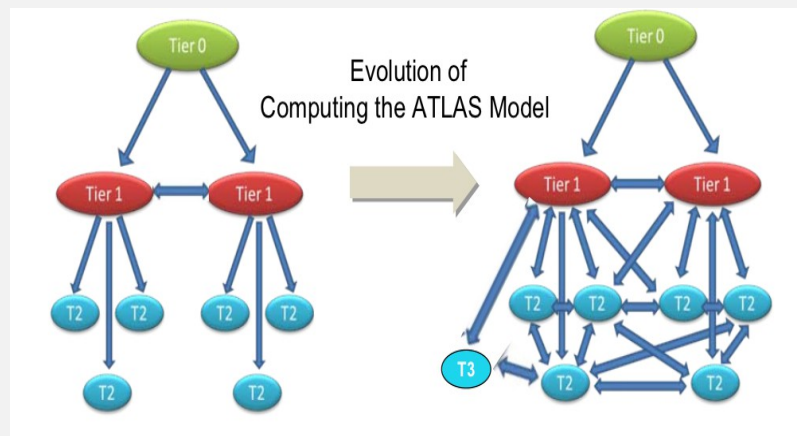 Tier 0
Tier 0
Evolution of
Computing the ATLAS Model
Tier 1
Tier 1
Tier 1
Tier 1
T2
T2
T2
T2
T2
T2
T2
T2
T3
T2
T2
T2
T2